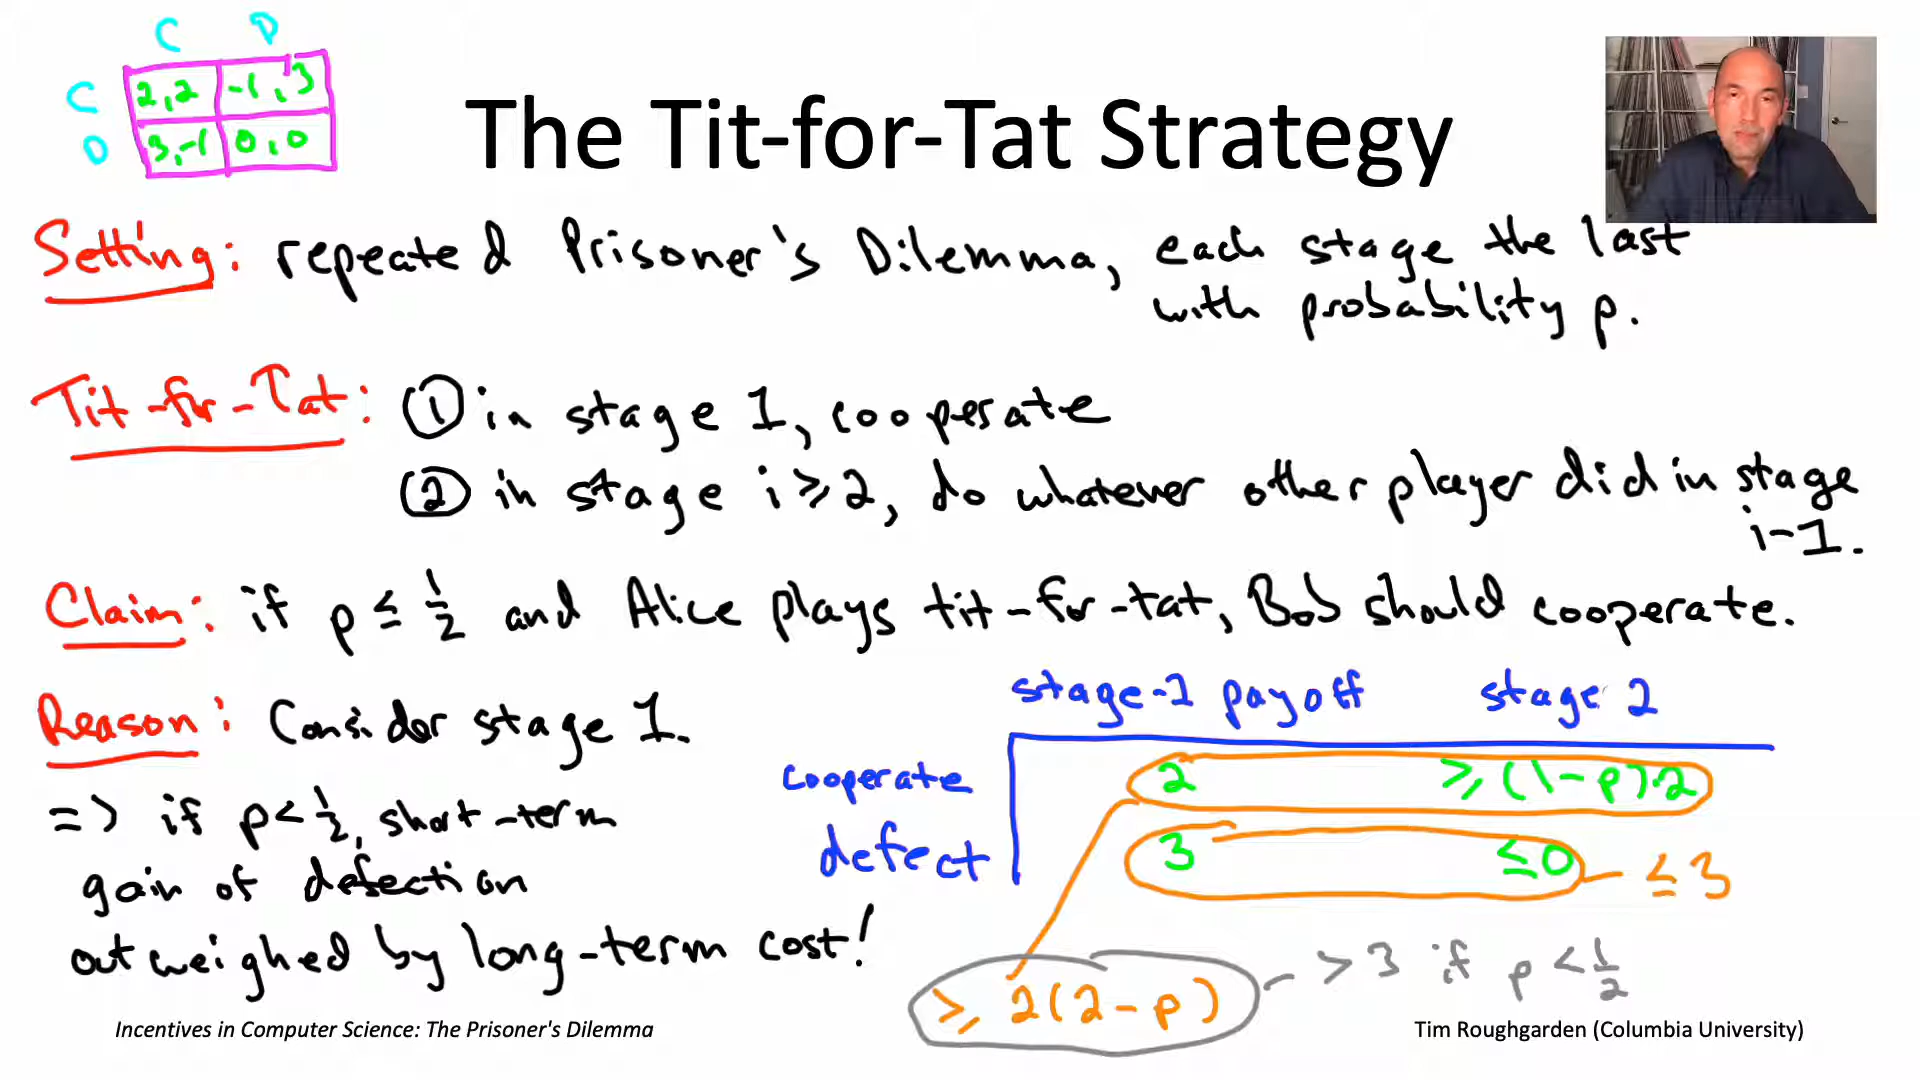 C D
C 2,2 -1,3
D 3,-1 0,0
The Tit-for-Tat Strategy
Setting: repeated Prisoner's Dilemma, each stage the last
with probability p.
Tit-for-Tat: ① in stage 1, cooperate
② in stage i ≥ 2, do whatever other player did in stage
i-1.
Claim: if p ≤ 1/2 and Alice plays tit-for-tat, Bob should cooperate.
Reason: Consider stage 1.
stage-1 payoff stage 2
cooperate 2 ≥ (1-p)·2
defect 3 ≤0 ≤ 3
=> if p < 1/2, short-term
gain of defection
outweighed by long-term cost!
≥ 2(2-p) > 3 if p < 1/2
Incentives in Computer Science: The Prisoner's Dilemma
Tim Roughgarden (Columbia University)